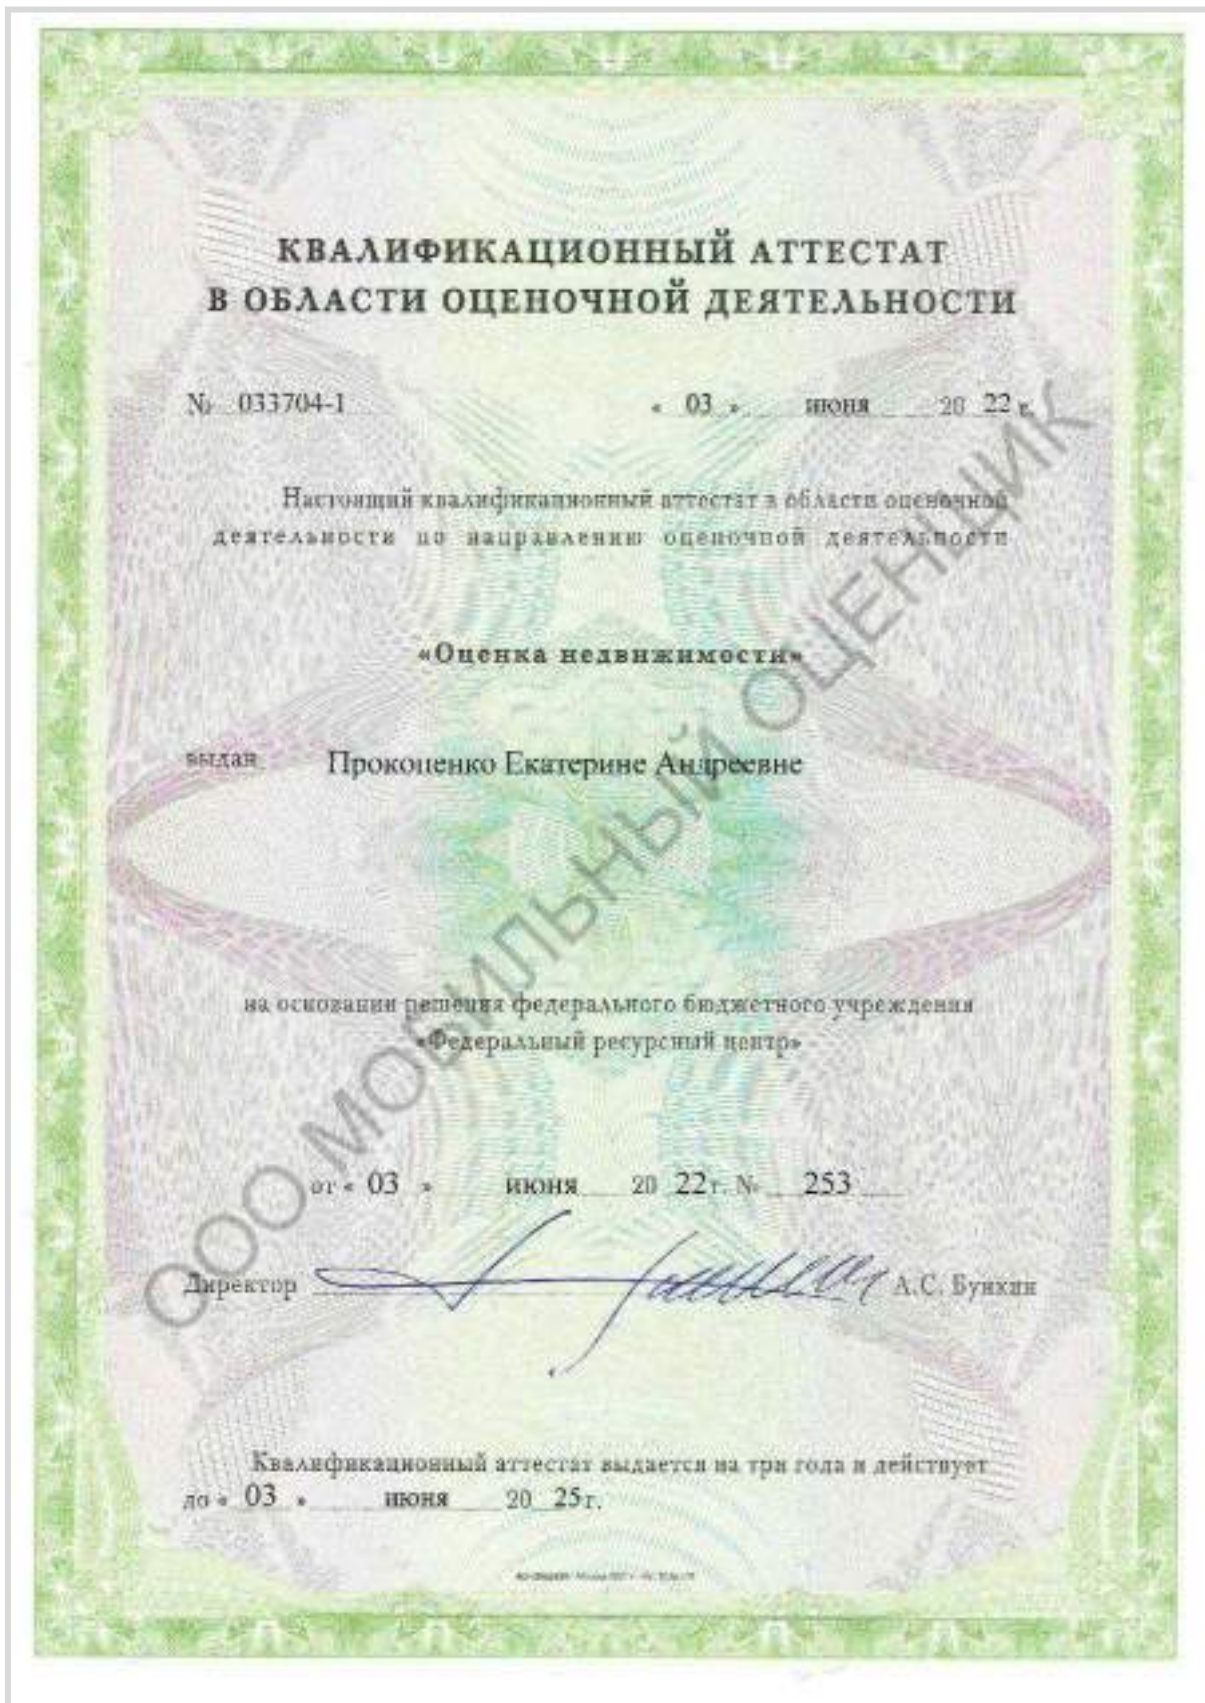 КВАЛИФИКАЦИОННЫЙ АТТЕСТАТ
В ОБЛАСТИ ОЦЕНОЧНОЙ ДЕЯТЕЛЬНОСТИ
№ 033704-1 « 03 » июня 20 22 г.
Настоящий квалификационный аттестат в области оценочной
деятельности по направлению оценочной деятельности
«Оценка недвижимости»
выдан Прокопенко Екатерине Андреевне
на основании решения федерального бюджетного учреждения
«Федеральный ресурсный центр»
от « 03 » июня 20 22 г. № 253
Директор А.С. Бункин
Квалификационный аттестат выдается на три года и действует
до « 03 » июня 20 25 г.
ООО МОБИЛЬНЫЙ ОЦЕНЩИК